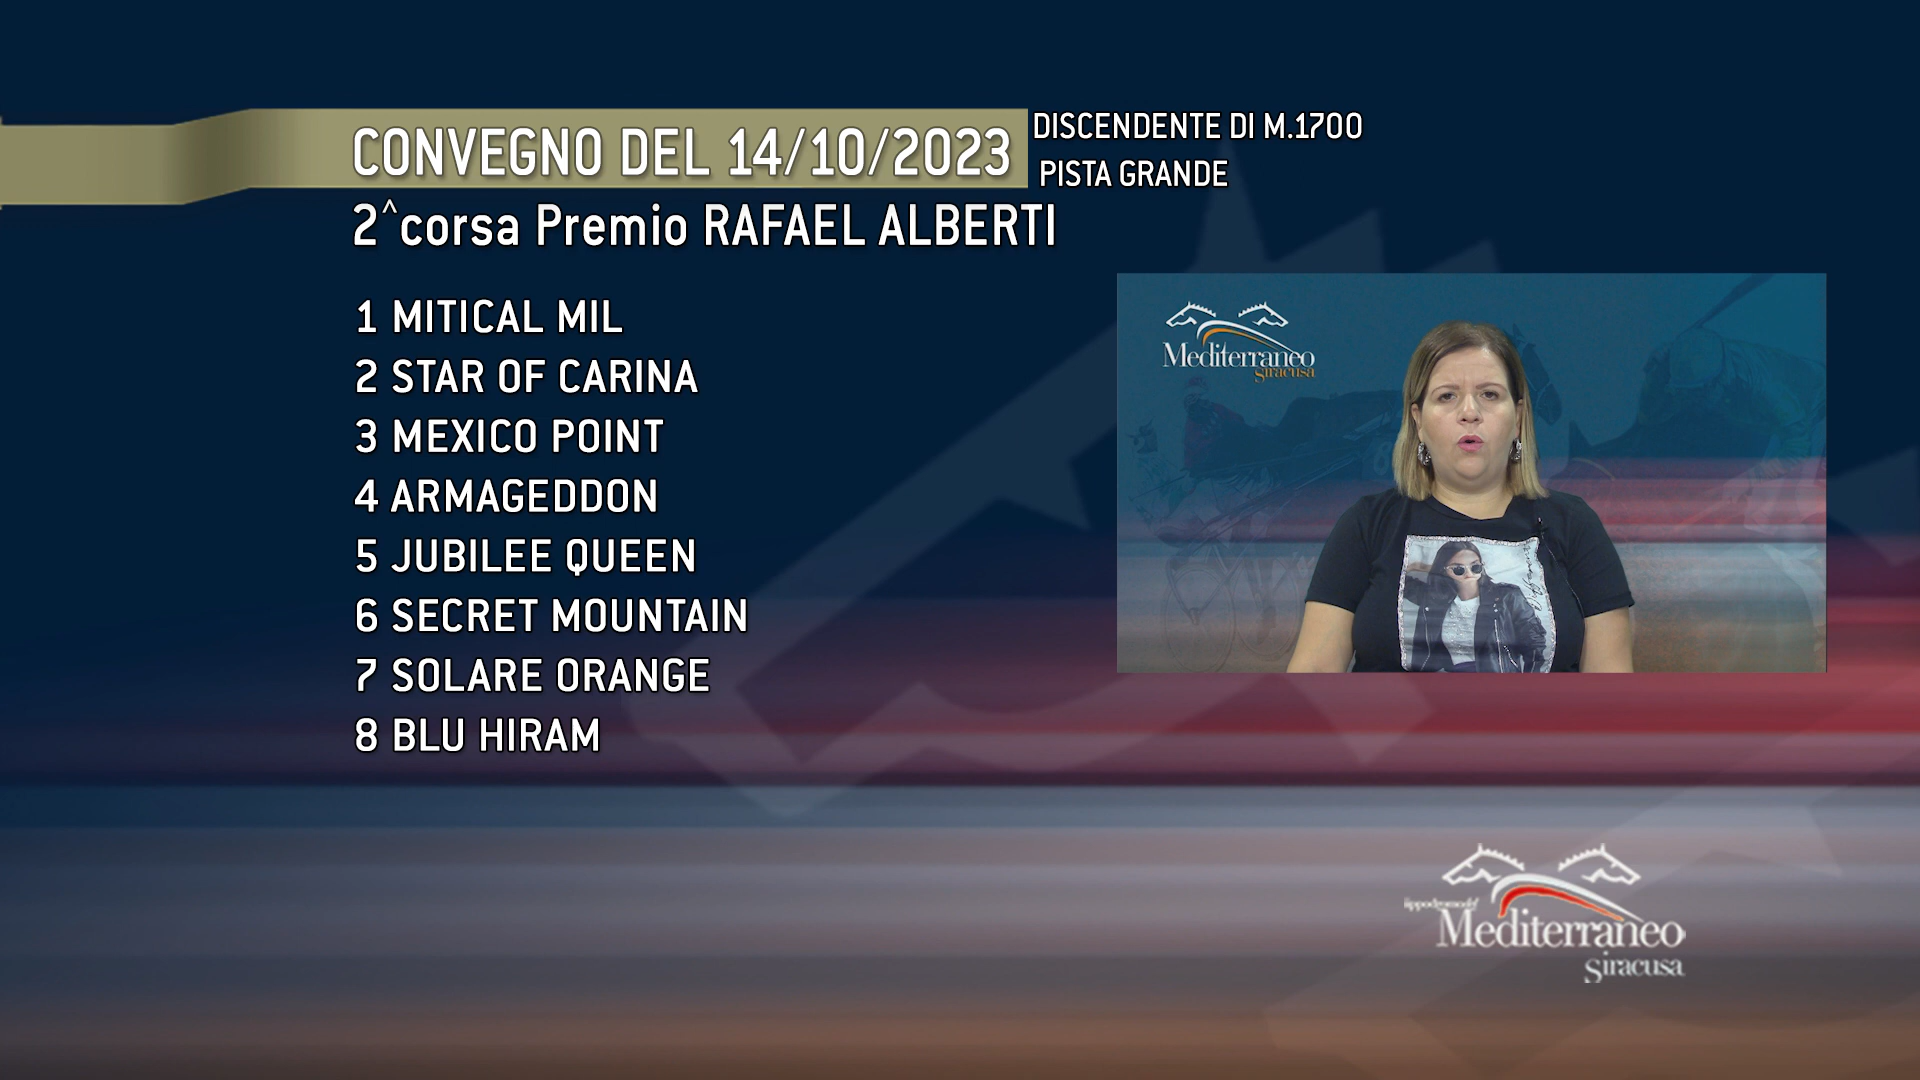 CONVEGNO DEL 14/10/2023
DISCENDENTE DI M.1700
PISTA GRANDE
2^corsa Premio RAFAEL ALBERTI
1 MITICAL MIL
2 STAR OF CARINA
3 MEXICO POINT
4 ARMAGEDDON
5 JUBILEE QUEEN
6 SECRET MOUNTAIN
7 SOLARE ORANGE
8 BLU HIRAM
Mediterraneo
Siracusa
ippodromo del
Mediterraneo
Siracusa